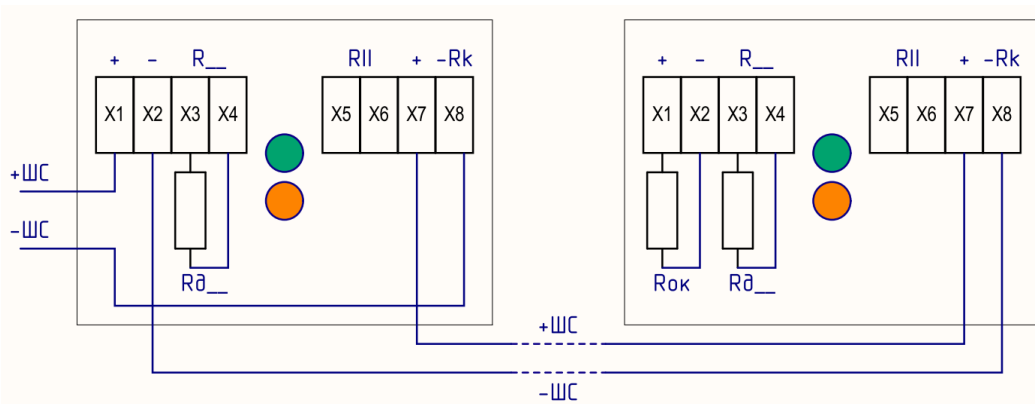 + - R__ RII + -Rk + - R__ RII + -Rk
X1 X2 X3 X4 X5 X6 X7 X8 X1 X2 X3 X4 X5 X6 X7 X8
+ШС
-ШС
Rд__ Rок Rд__
+ШС
-ШС